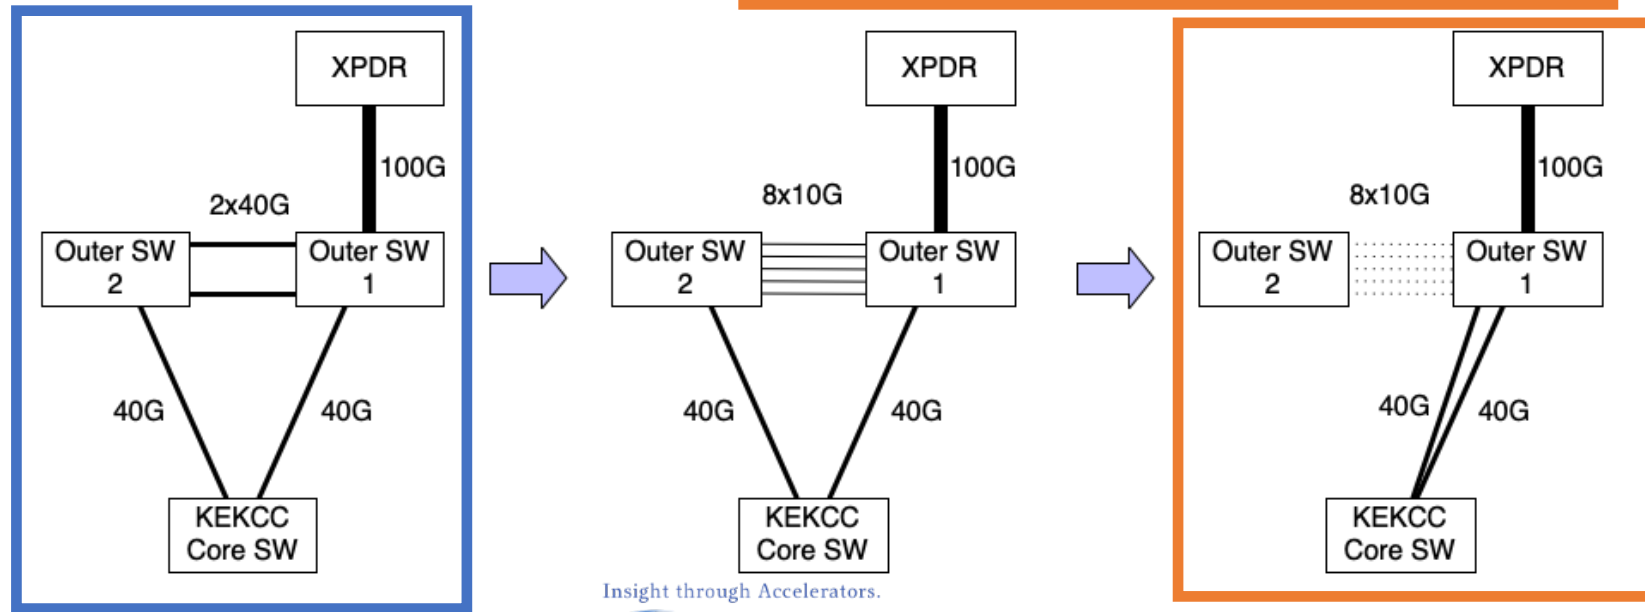 XPDR
100G
2x40G
Outer SW
2
Outer SW
1
40G
40G
KEKCC
Core SW
XPDR
100G
8x10G
Outer SW
2
Outer SW
1
40G
40G
KEKCC
Core SW
XPDR
100G
8x10G
Outer SW
2
Outer SW
1
40G
40G
KEKCC
Core SW
Insight through Accelerators.